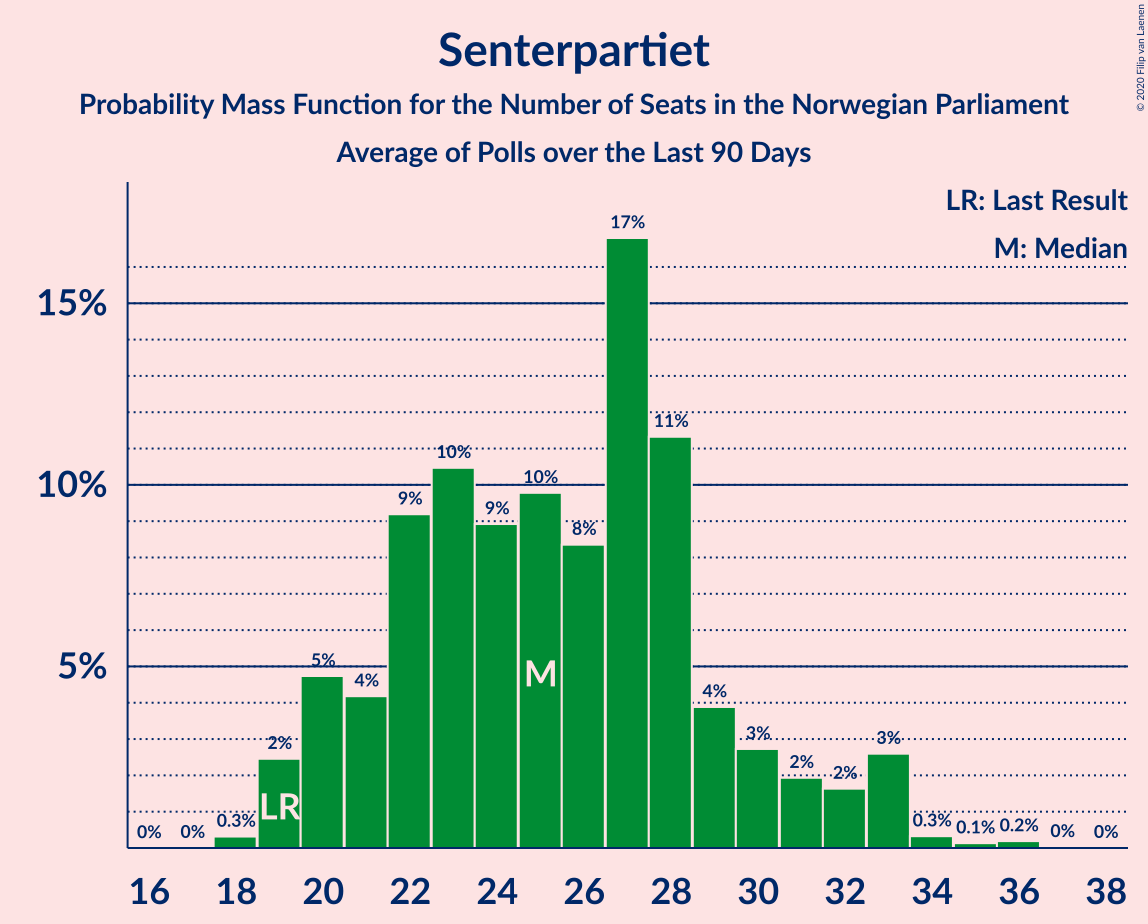 Senterpartiet
Probability Mass Function for the Number of Seats in the Norwegian Parliament
Average of Polls over the Last 90 Days
© 2020 Filip van Laenen
LR: Last Result
M: Median
15%
10%
5%
0%
0%
0.3%
2%
5%
4%
9%
10%
9%
10%
8%
17%
11%
4%
3%
2%
2%
3%
0.3%
0.1%
0.2%
0%
0%
LR
M
16 18 20 22 24 26 28 30 32 34 36 38